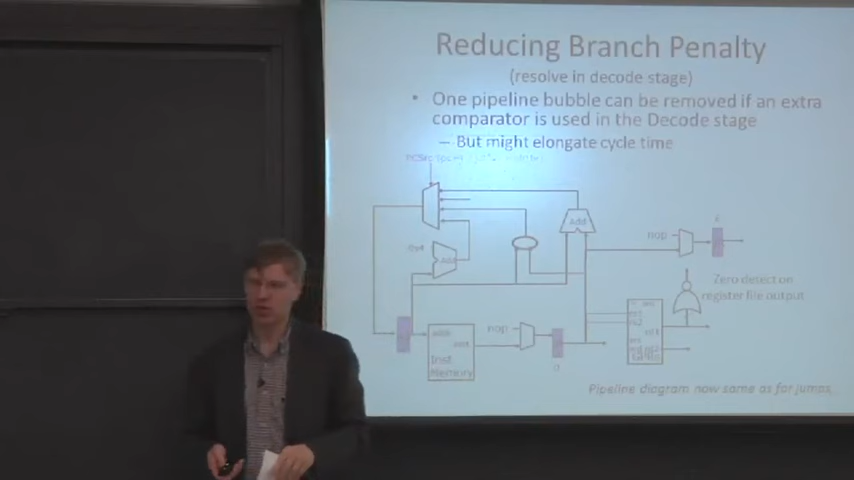 Reducing Branch Penalty
(resolve in decode stage)
• One pipeline bubble can be removed if an extra
comparator is used in the Decode stage
– But might elongate cycle time
Add
Add
nop
Zero detect on
register file output
addr
inst
Inst
Memory
nop
Pipeline diagram now same as for jumps